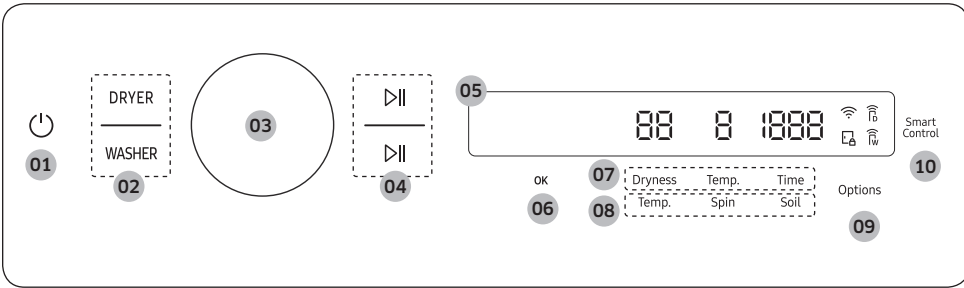 01
DRYER
WASHER
02
03
04
05
88 8 1888
D
W
Smart
Control
10
OK
06
07
Dryness Temp. Time
08
Temp. Spin Soil
Options
09